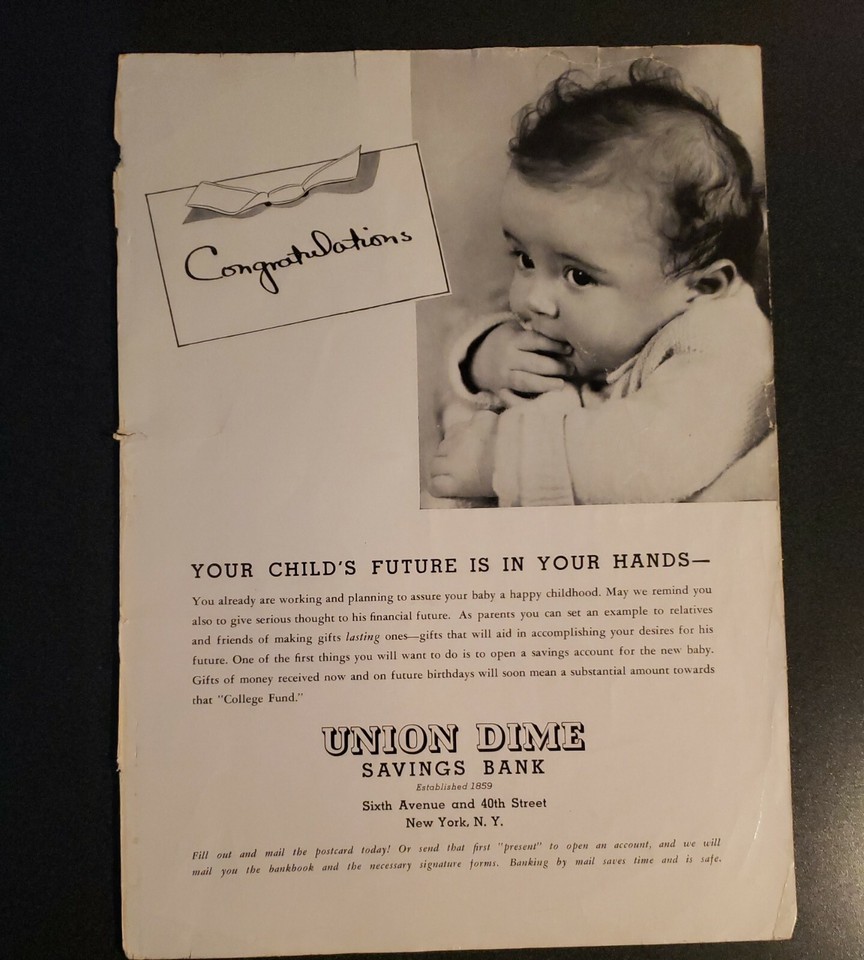 Congratulations
YOUR CHILD'S FUTURE IS IN YOUR HANDS—
You already are working and planning to assure your baby a happy childhood. May we remind you
also to give serious thought to his financial future. As parents you can set an example to relatives
and friends of making gifts lasting ones—gifts that will aid in accomplishing your desires for his
future. One of the first things you will want to do is to open a savings account for the new baby.
Gifts of money received now and on future birthdays will soon mean a substantial amount towards
that "College Fund."
UNION DIME
SAVINGS BANK
Established 1859
Sixth Avenue and 40th Street
New York, N. Y.
Fill out and mail the postcard today! Or send that first "present" to open an account, and we will
mail you the bankbook and the necessary signature forms. Banking by mail saves time and is safe.